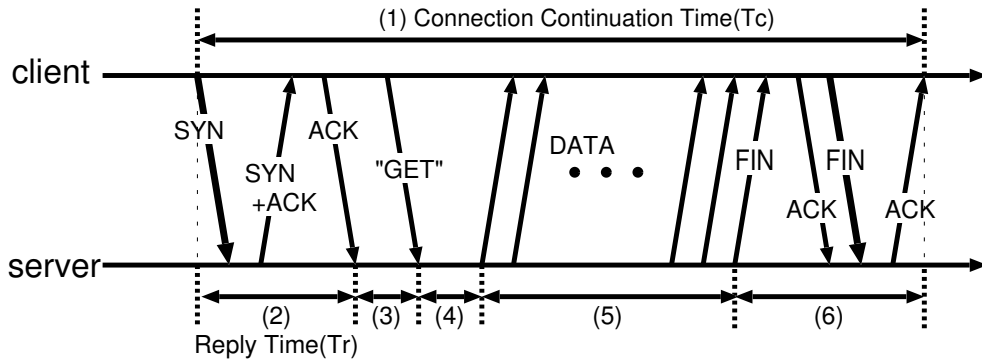 (1) Connection Continuation Time(Tc)
client
SYN
SYN
+ACK
ACK
"GET"
DATA
• • •
FIN
ACK
FIN
ACK
server
(2)
(3)
(4)
(5)
(6)
Reply Time(Tr)